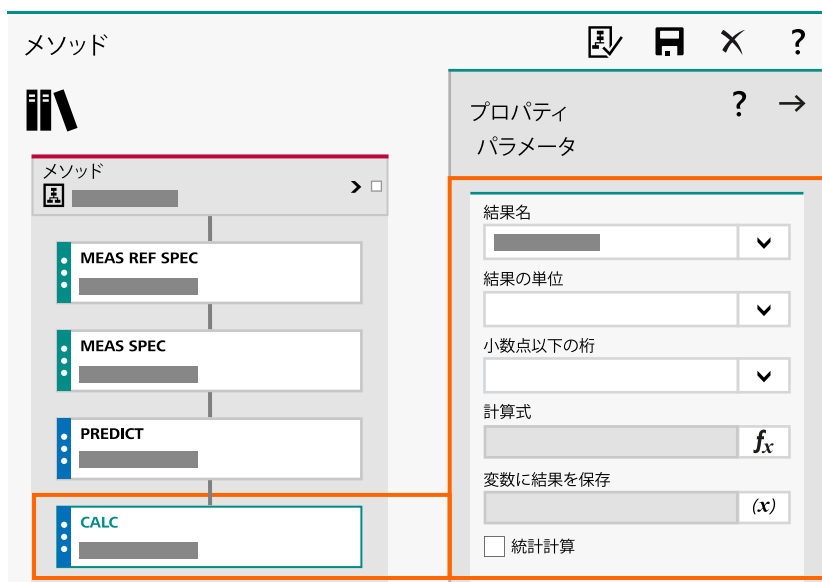 メソッド
?
プロパティ
?
パラメータ
メソッド
MEAS REF SPEC
MEAS SPEC
PREDICT
CALC
結果名
結果の単位
小数点以下の桁
計算式
fx
変数に結果を保存
(x)
統計計算